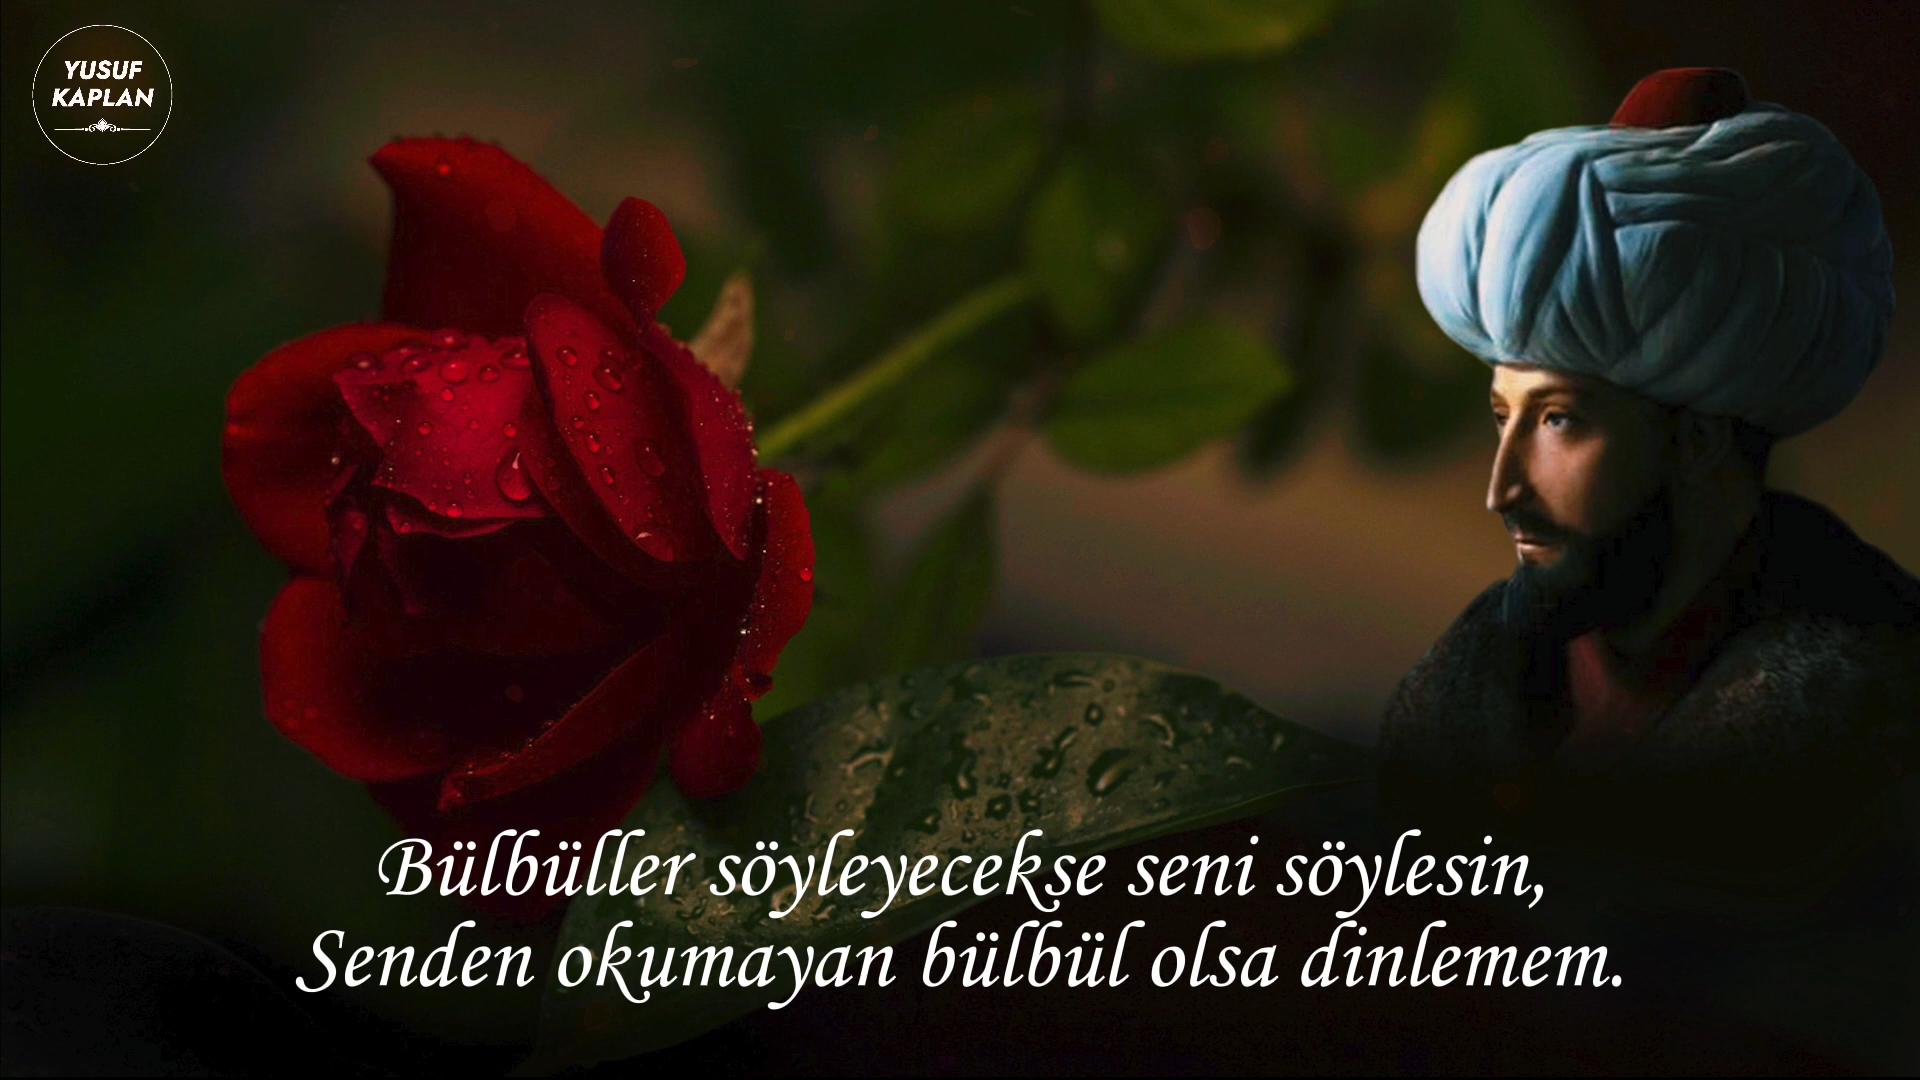 YUSUF
KAPLAN
Bülbüller söyleyecekse seni söylesin,
Senden okumayan bülbül olsa dinlemem.